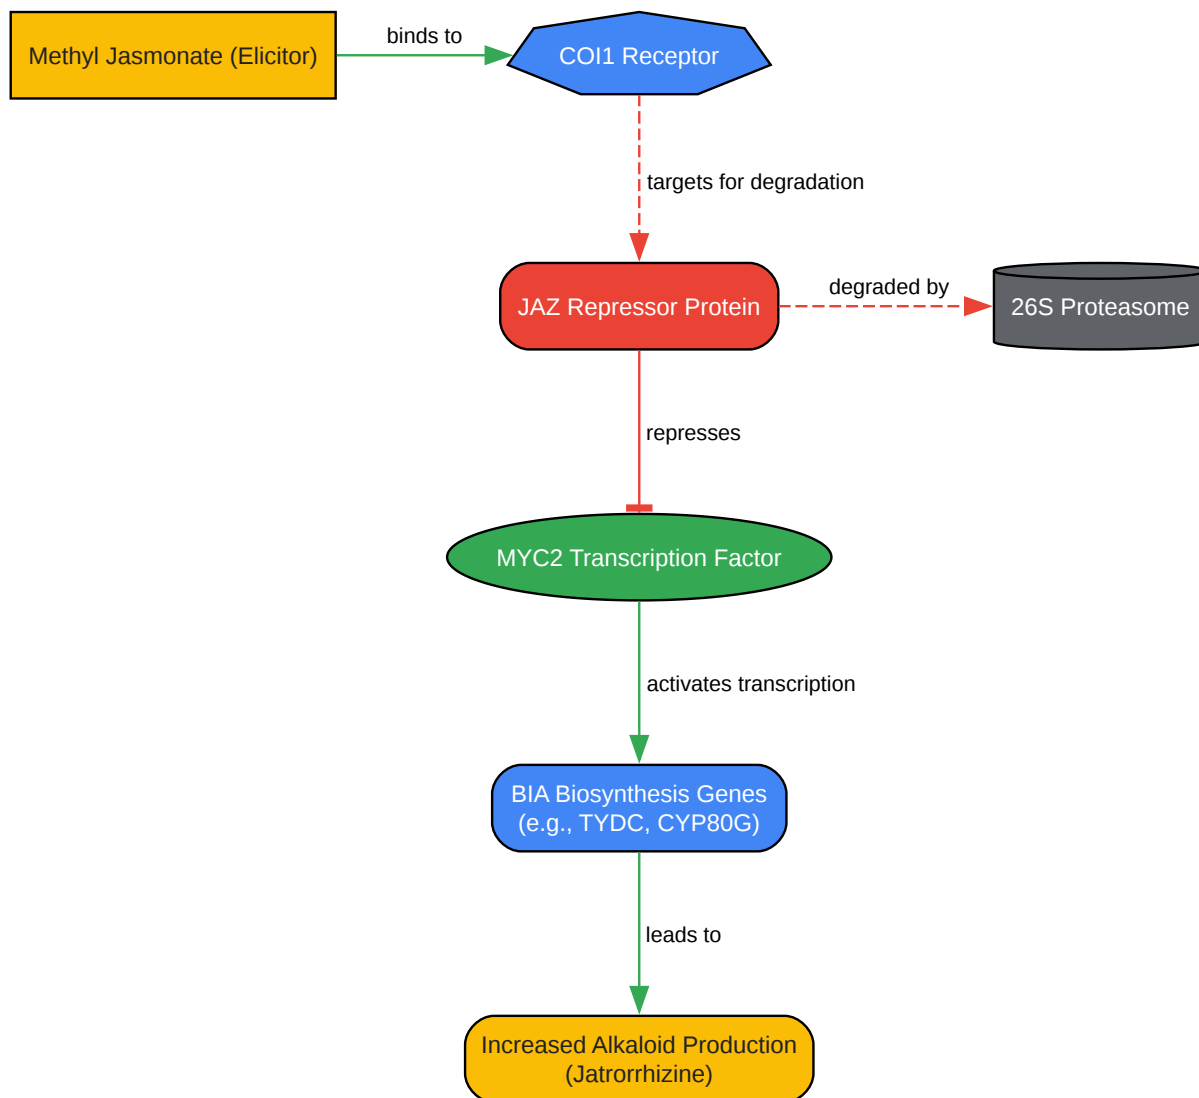 Methyl Jasmonate (Elicitor)
binds to
COI1 Receptor
targets for degradation
JAZ Repressor Protein
degraded by
26S Proteasome
represses
MYC2 Transcription Factor
activates transcription
BIA Biosynthesis Genes
(e.g., TYDC, CYP80G)
leads to
Increased Alkaloid Production
(Jatrorrhizine)